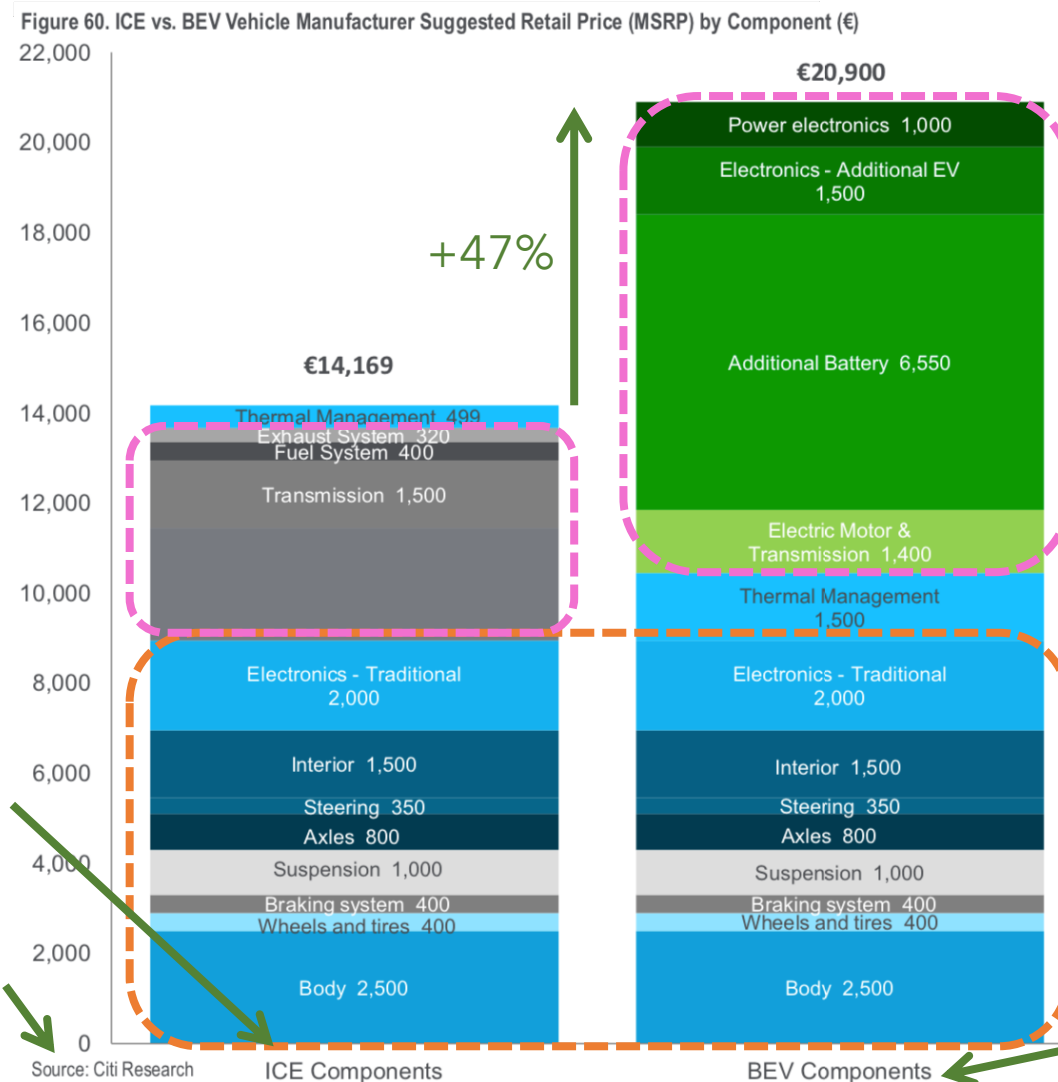 Figure 60. ICE vs. BEV Vehicle Manufacturer Suggested Retail Price (MSRP) by Component (€)
22,000
20,000
18,000
16,000
14,000
12,000
10,000
8,000
6,000
4,000
2,000
0
€14,169
Thermal Management 499
Exhaust System 320
Fuel System 400
Transmission 1,500
Electronics - Traditional
2,000
Interior 1,500
Steering 350
Axles 800
Suspension 1,000
Braking system 400
Wheels and tires 400
Body 2,500
+47%
€20,900
Power electronics 1,000
Electronics - Additional EV
1,500
Additional Battery 6,550
Electric Motor &
Transmission 1,400
Thermal Management
1,500
Electronics - Traditional
2,000
Interior 1,500
Steering 350
Axles 800
Suspension 1,000
Braking system 400
Wheels and tires 400
Body 2,500
Source: Citi Research
ICE Components
BEV Components